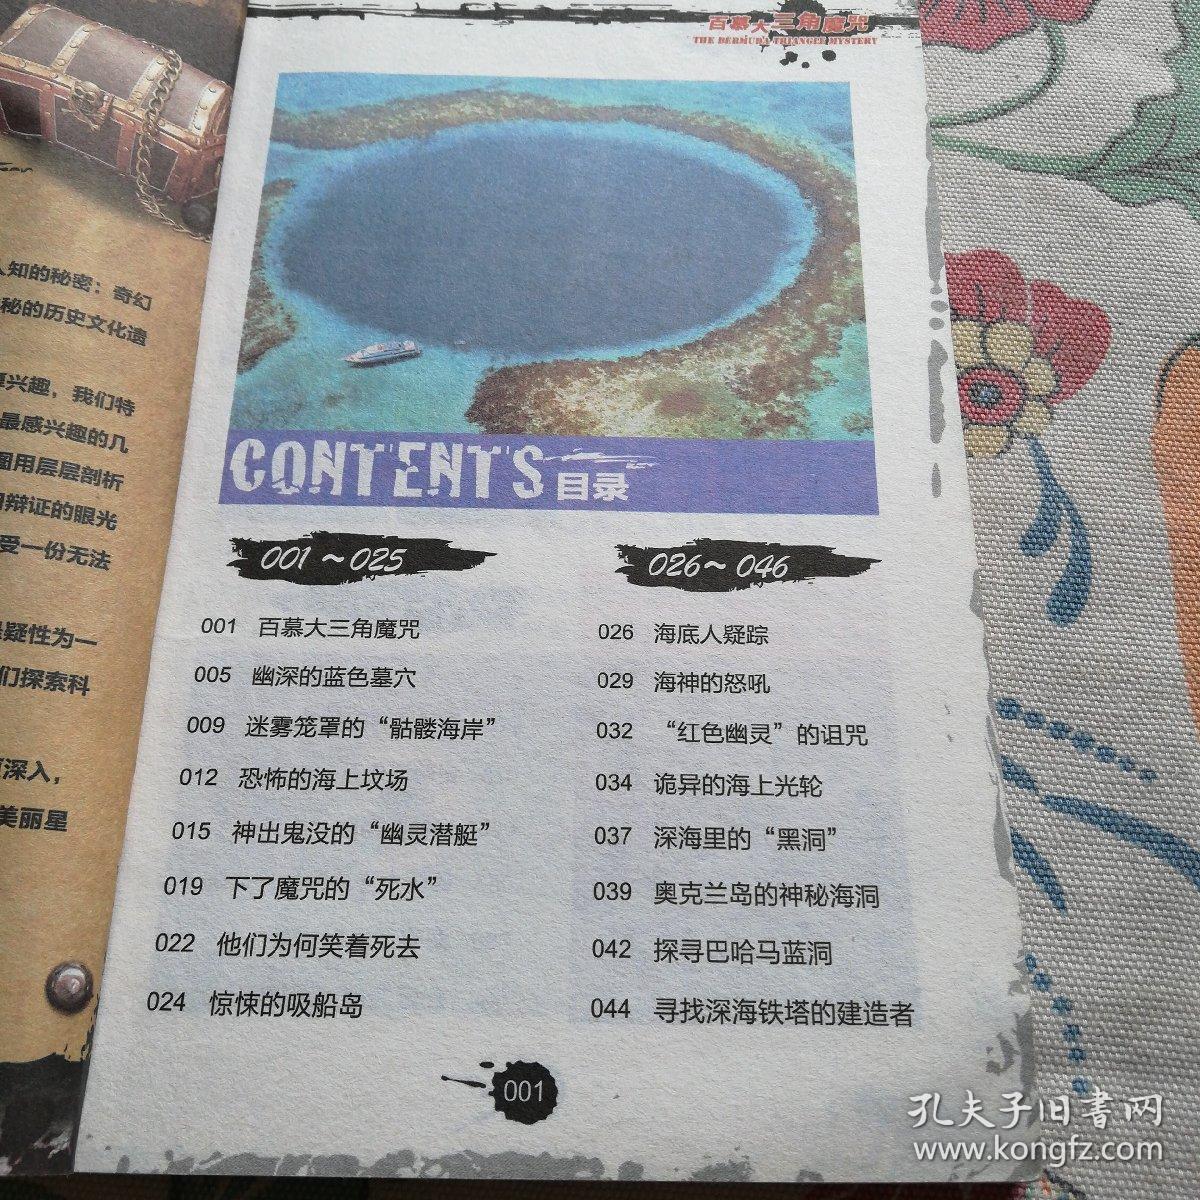 人知的秘密；奇幻
秘的历史文化遗
兴趣，我们特
最感兴趣的几
图用层层剖析
辩证的眼光
受一份无法
疑性为一
们探索科
深入，
美丽星
百慕大三角魔咒
THE BERMUDA TRIANGLE MYSTERY
CONTENTS 目录
001～025
001 百慕大三角魔咒
005 幽深的蓝色墓穴
009 迷雾笼罩的“骷髅海岸”
012 恐怖的海上坟场
015 神出鬼没的“幽灵潜艇”
019 下了魔咒的“死水”
022 他们为何笑着死去
024 惊悚的吸船岛
026～046
026 海底人疑踪
029 海神的怒吼
032 “红色幽灵”的诅咒
034 诡异的海上光轮
037 深海里的“黑洞”
039 奥克兰岛的神秘海洞
042 探寻巴哈马蓝洞
044 寻找深海铁塔的建造者
001
孔夫子旧书网
www.kongfz.com